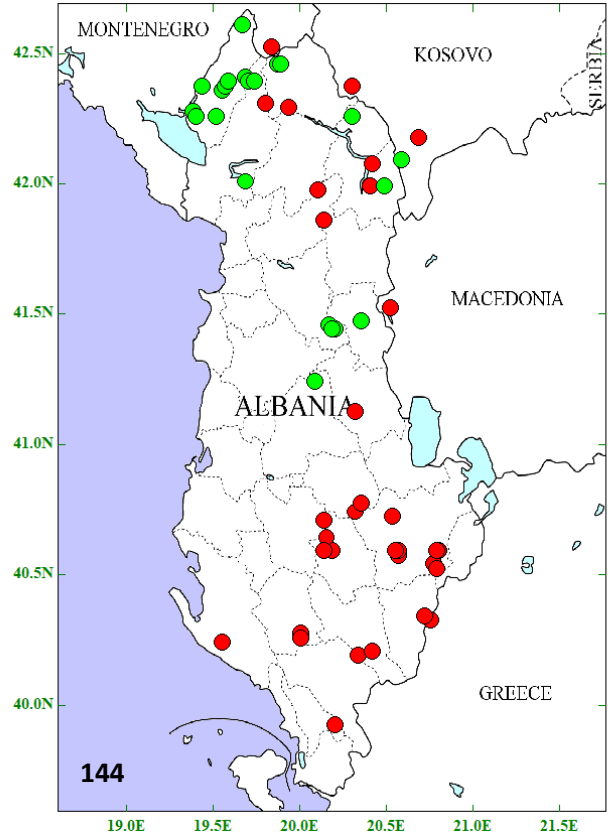 MONTENEGRO
42.5N
KOSOVO
SERBIA
42.0N
41.5N
MACEDONIA
ALBANIA
41.0N
40.5N
40.0N
GREECE
144
19.0E 19.5E 20.0E 20.5E 21.0E 21.5E